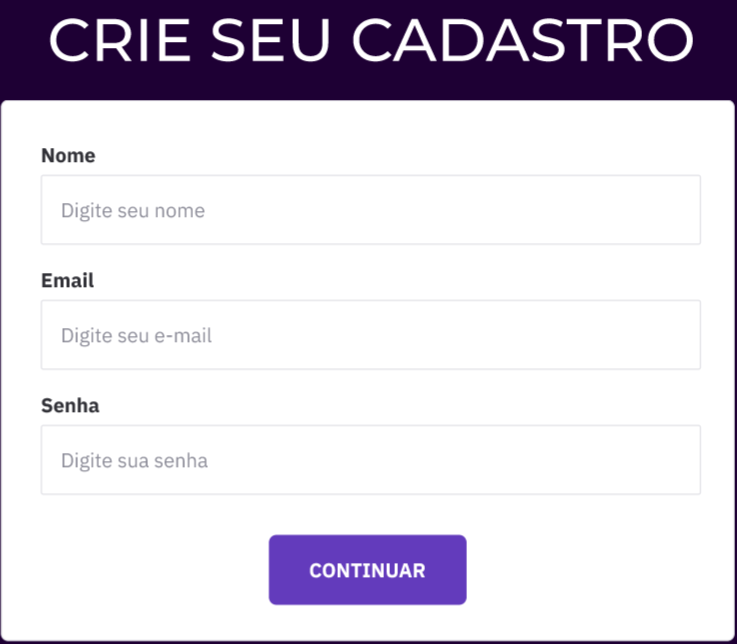 CRIE SEU CADASTRO
Nome
Digite seu nome
Email
Digite seu e-mail
Senha
Digite sua senha
CONTINUAR